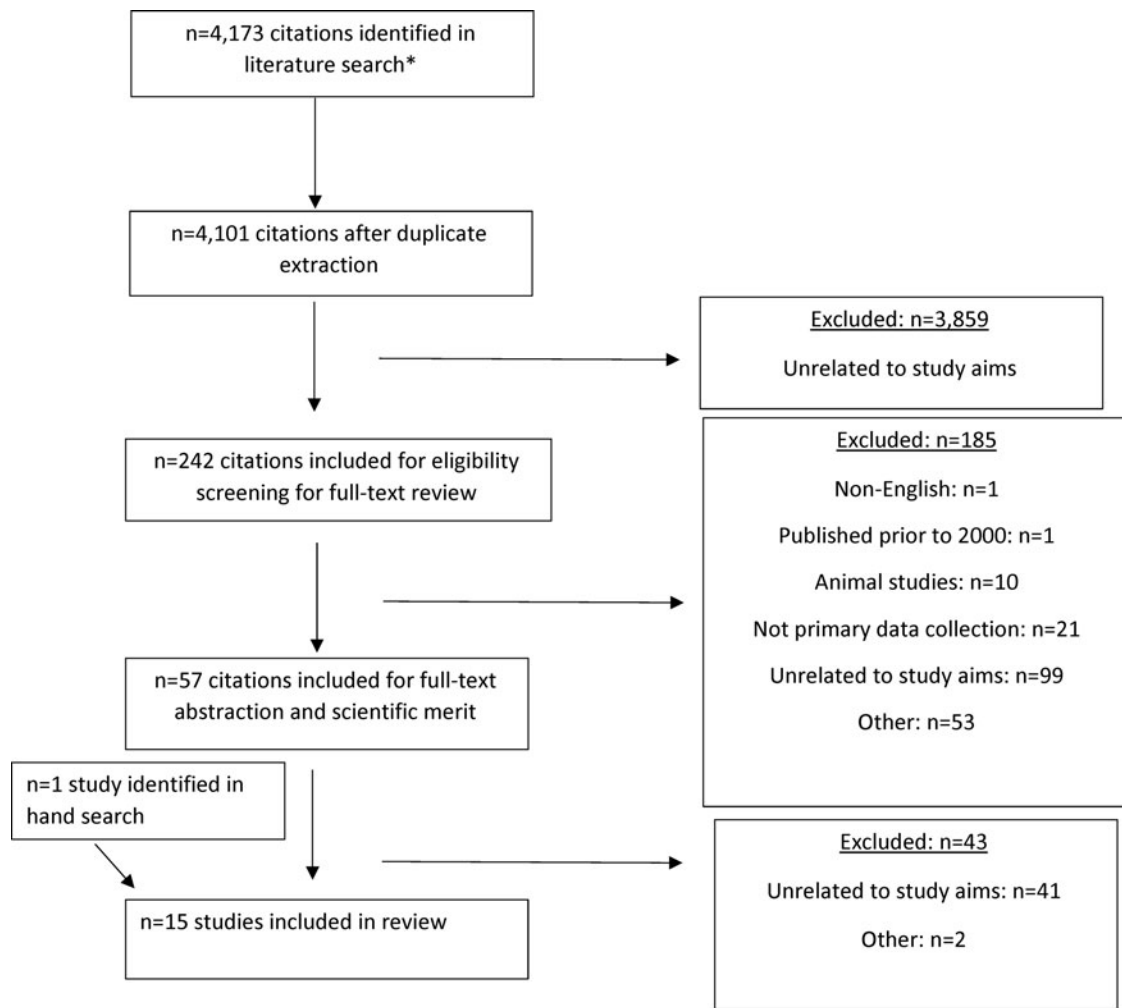 n=4,173 citations identified in
literature search*
n=4,101 citations after duplicate
extraction
Excluded: n=3,859
Unrelated to study aims
n=242 citations included for eligibility
screening for full-text review
Excluded: n=185
Non-English: n=1
Published prior to 2000: n=1
Animal studies: n=10
Not primary data collection: n=21
Unrelated to study aims: n=99
Other: n=53
n=57 citations included for full-text
abstraction and scientific merit
n=1 study identified in
hand search
Excluded: n=43
Unrelated to study aims: n=41
Other: n=2
n=15 studies included in review